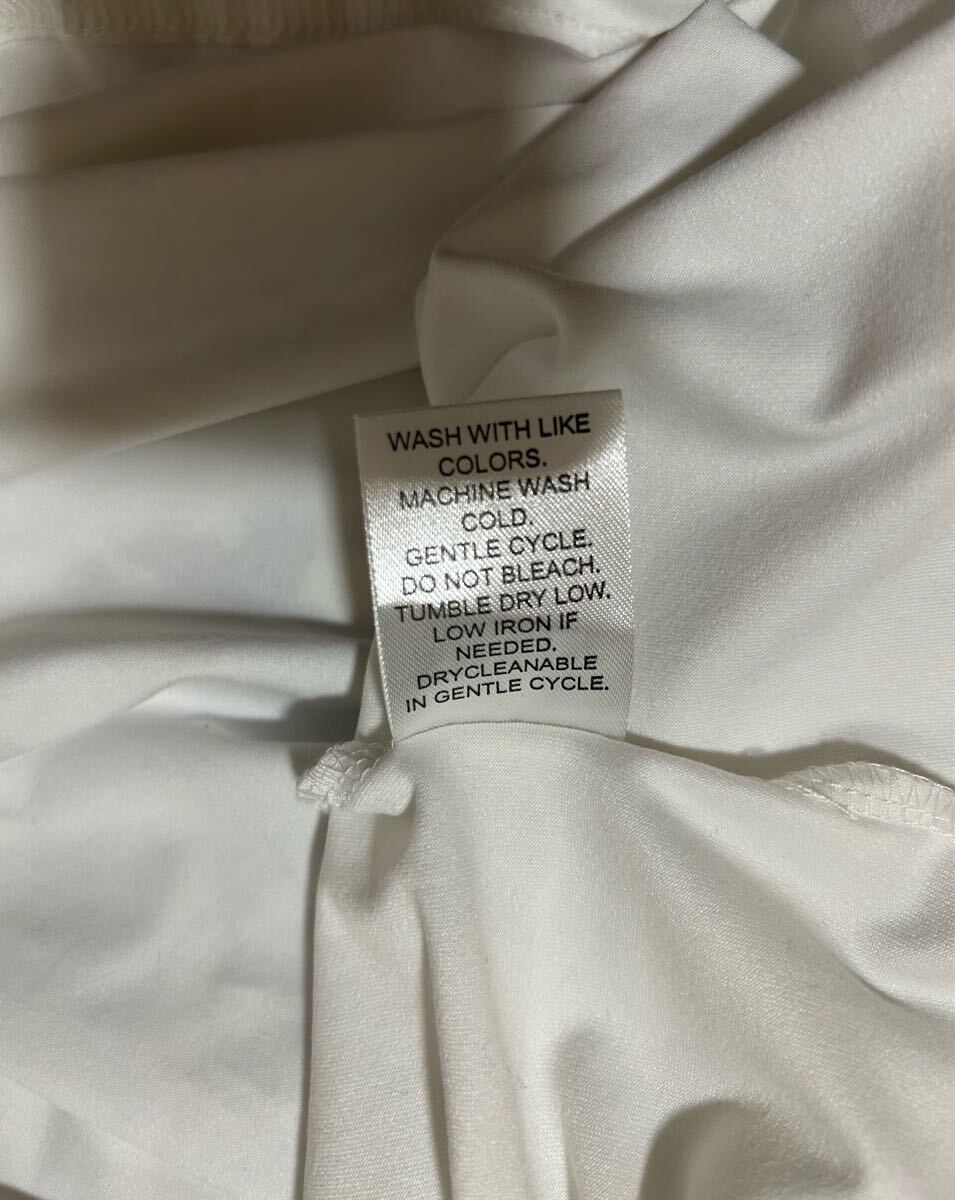 WASH WITH LIKE
COLORS.
MACHINE WASH
COLD.
GENTLE CYCLE.
DO NOT BLEACH.
TUMBLE DRY LOW.
LOW IRON IF
NEEDED.
DRYCLEANABLE
IN GENTLE CYCLE.